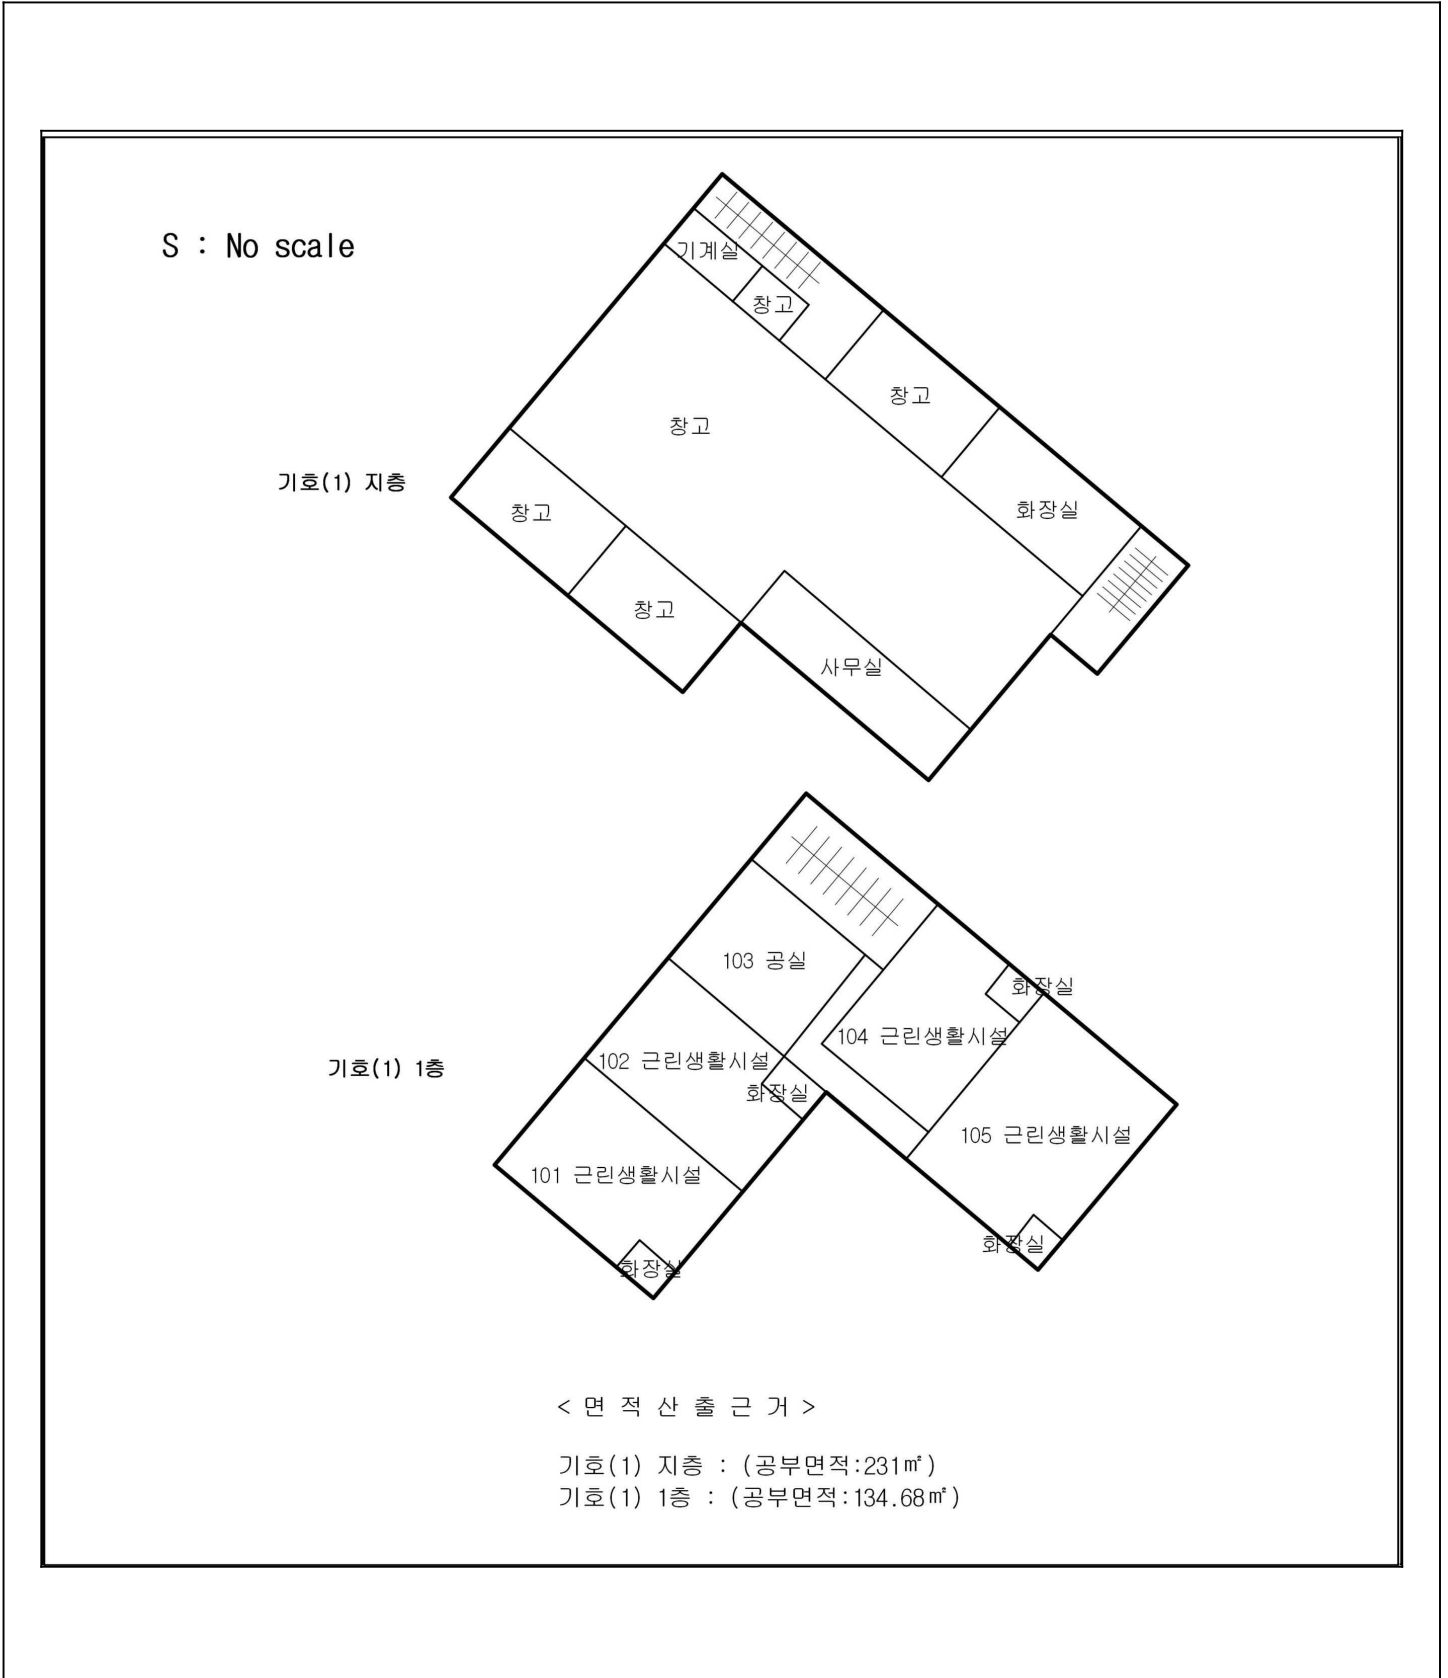 S : No scale
기계실
창고
창고
창고
기호(1) 지층
창고
화장실
창고
사무실
103 공실
화장실
104 근린생활시설
102 근린생활시설
기호(1) 1층
화장실
105 근린생활시설
101 근린생활시설
화장실
화장실
< 면 적 산 출 근 거 >
기호(1) 지층 : (공부면적:231㎡)
기호(1) 1층 : (공부면적:134.68㎡)